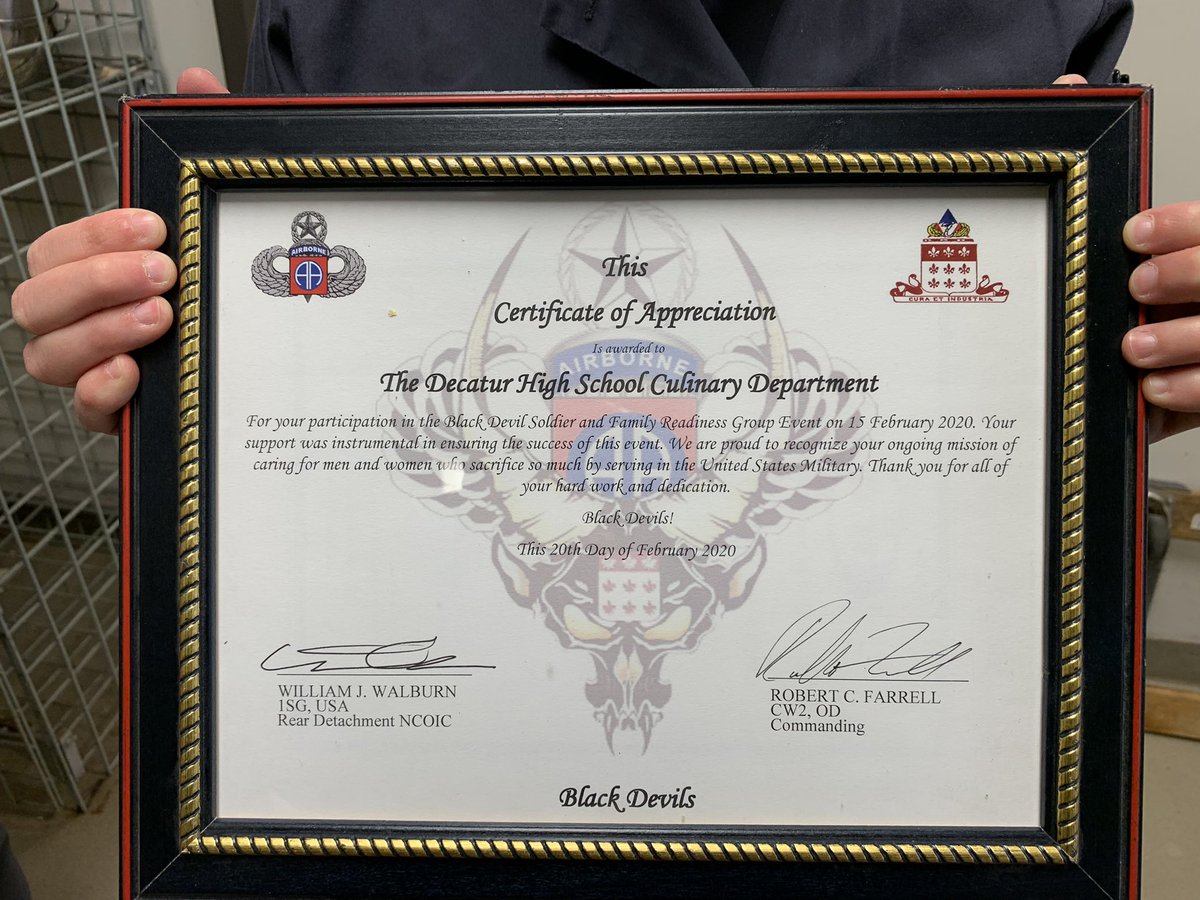 AIRBORNE
CURA ET INDUSTRIA
This
Certificate of Appreciation
Is awarded to
AIRBORNE
The Decatur High School Culinary Department
For your participation in the Black Devil Soldier and Family Readiness Group Event on 15 February 2020. Your
support was instrumental in ensuring the success of this event. We are proud to recognize your ongoing mission of
caring for men and women who sacrifice so much by serving in the United States Military. Thank you for all of
your hard work and dedication.
Black Devils!
This 20th Day of February 2020
WILLIAM J. WALBURN
1SG, USA
Rear Detachment NCOIC
ROBERT C. FARRELL
CW2, OD
Commanding
Black Devils